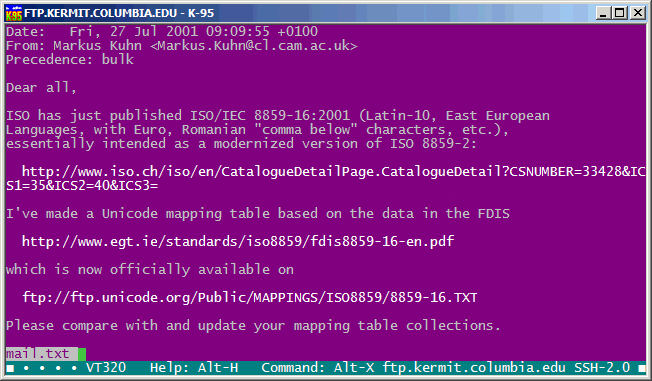 K-95 FTP.KERMIT.COLUMBIA.EDU - K-95
Date:   Fri, 27 Jul 2001 09:09:55 +0100
From: Markus Kuhn <Markus.Kuhn@cl.cam.ac.uk>
Precedence: bulk
Dear all,
ISO has just published ISO/IEC 8859-16:2001 (Latin-10, East European
Languages, with Euro, Romanian "comma below" characters, etc.),
essentially intended as a modernized version of ISO 8859-2:
http://www.iso.ch/iso/en/CatalogueDetailPage.CatalogueDetail?CSNUMBER=33428&IC
S1=35&ICS2=40&ICS3=
I've made a Unicode mapping table based on the data in the FDIS
http://www.egt.ie/standards/iso8859/fdis8859-16-en.pdf
which is now officially available on
ftp://ftp.unicode.org/Public/MAPPINGS/ISO8859/8859-16.TXT
Please compare with and update your mapping table collections.
mail.txt
VT320   Help: Alt-H   Command: Alt-X ftp.kermit.columbia.edu SSH-2.0